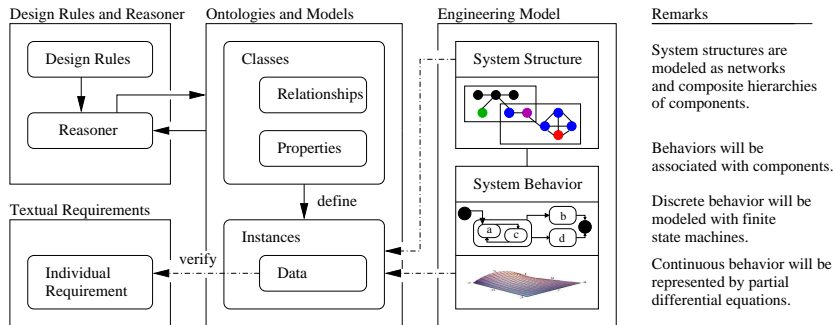 Design Rules and Reasoner
Design Rules
Reasoner
Textual Requirements
Individual
Requirement
verify
Ontologies and Models
Classes
Relationships
Properties
define
Instances
Data
Engineering Model
System Structure
System Behavior
a
c
b
d
Remarks
System structures are
modeled as networks
and composite hierarchies
of components.
Behaviors will be
associated with components.
Discrete behavior will be
modeled with finite
state machines.
Continuous behavior will be
represented by partial
differential equations.